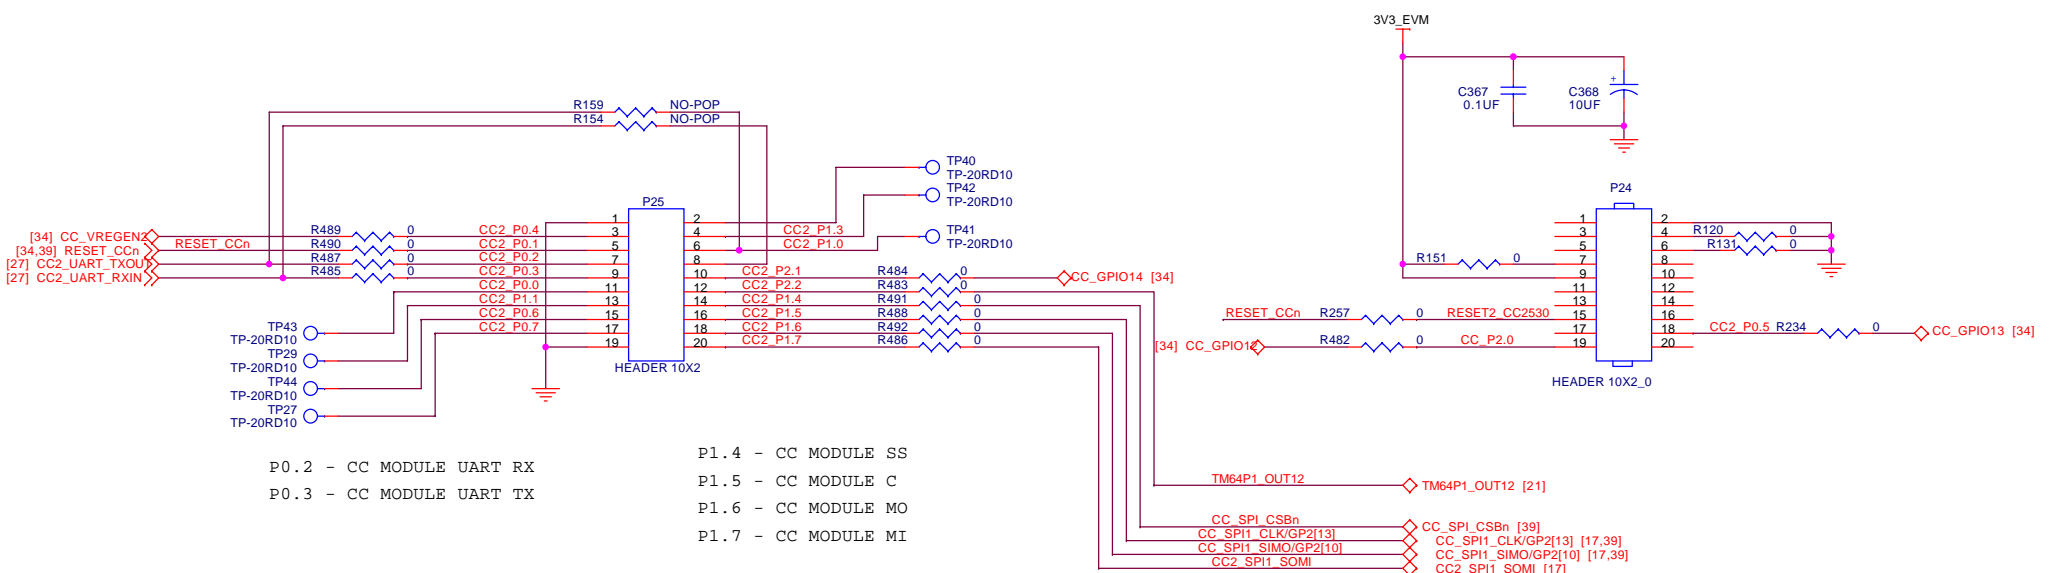 3V3_EVM
R159 NO-POP
R154 NO-POP
C367
0.1UF
C368
10UF
+
TP40
TP-20RD10
TP42
TP-20RD10
TP41
TP-20RD10
P25
1 2
3 4
5 6
7 8
9 10
11 12
13 14
15 16
17 18
19 20
HEADER 10X2
[34] CC_VREGEN2 R489 0 CC2_P0.4
[34,39] RESET_CCn RESET_CCn R490 0 CC2_P0.1
[27] CC2_UART_TXOUT R487 0 CC2_P0.2
[27] CC2_UART_RXIN R485 0 CC2_P0.3
CC2_P0.0
CC2_P1.1
CC2_P0.6
CC2_P0.7
TP43
TP-20RD10
TP29
TP-20RD10
TP44
TP-20RD10
TP27
TP-20RD10
CC2_P1.3
CC2_P1.0
CC2_P2.1 R484 0 CC_GPIO14 [34]
CC2_P2.2 R483 0
CC2_P1.4 R491 0
CC2_P1.5 R488 0
CC2_P1.6 R492 0
CC2_P1.7 R486 0
P24
1 2
3 4
5 6
7 8
9 10
11 12
13 14
15 16
17 18
19 20
HEADER 10X2_0
R120 0
R131 0
R151 0
RESET_CCn R257 0 RESET2_CC2530
[34] CC_GPIO12 R482 0 CC_P2.0
CC2_P0.5 R234 0 CC_GPIO13 [34]
P0.2 - CC MODULE UART RX
P0.3 - CC MODULE UART TX
P1.4 - CC MODULE SS
P1.5 - CC MODULE C
P1.6 - CC MODULE MO
P1.7 - CC MODULE MI
TM64P1_OUT12 TM64P1_OUT12 [21]
CC_SPI_CSBn CC_SPI_CSBn [39]
CC_SPI1_CLK/GP2[13] CC_SPI1_CLK/GP2[13] [17,39]
CC_SPI1_SIMO/GP2[10] CC_SPI1_SIMO/GP2[10] [17,39]
CC2_SPI1_SOMI CC2_SPI1_SOMI [17]